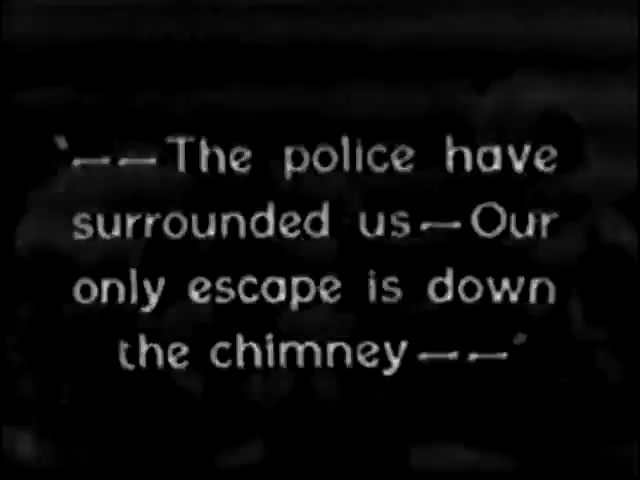 ‘——The police have
surrounded us—Our
only escape is down
the chimney——’